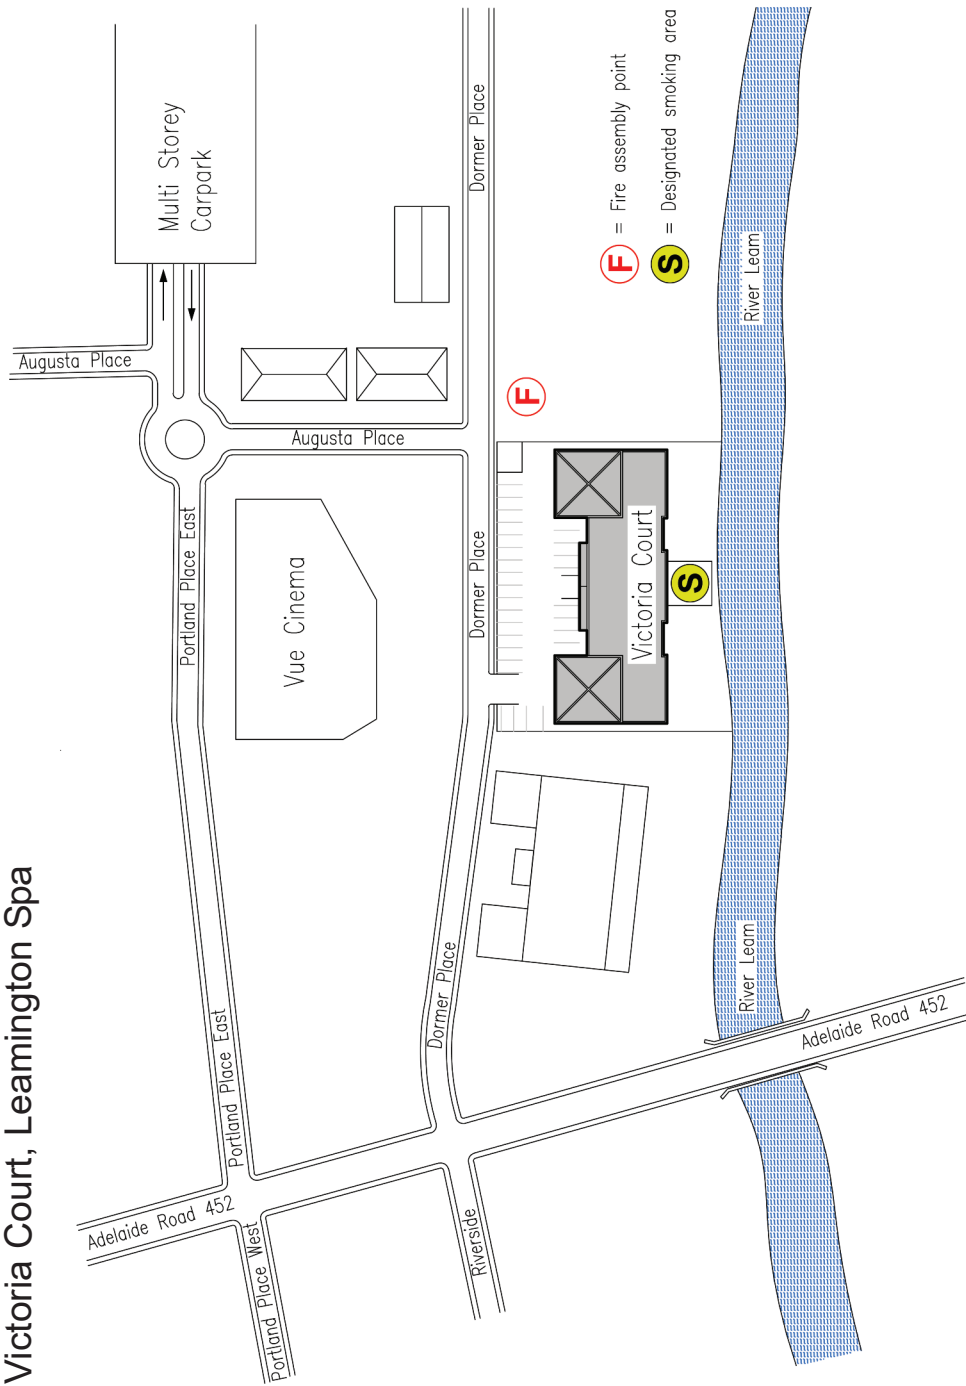 Victoria Court, Leamington Spa
Adelaide Road 452
Portland Place West
Portland Place East
Portland Place East
Augusta Place
Multi Storey
Carpark
Augusta Place
Vue Cinema
Riverside
Dormer Place
Dormer Place
Dormer Place
F
Victoria Court
S
F = Fire assembly point
S = Designated smoking area
River Leam
River Leam
Adelaide Road 452